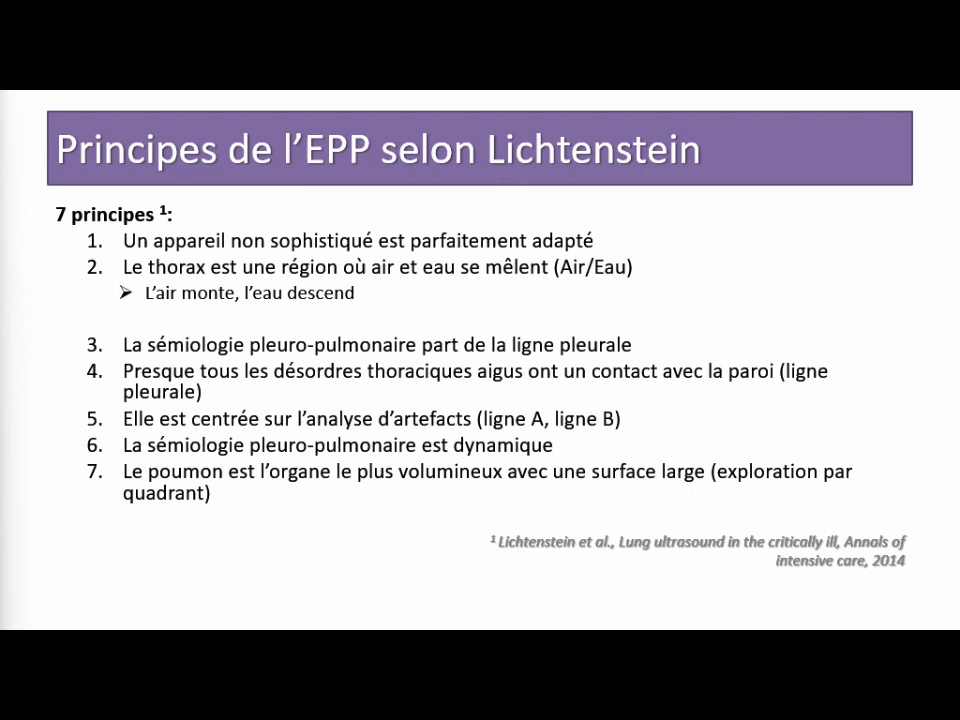 Principes de l’EPP selon Lichtenstein
7 principes ¹:
1. Un appareil non sophistiqué est parfaitement adapté
2. Le thorax est une région où air et eau se mêlent (Air/Eau)
➢ L’air monte, l’eau descend
3. La sémiologie pleuro-pulmonaire part de la ligne pleurale
4. Presque tous les désordres thoraciques aigus ont un contact avec la paroi (ligne
pleurale)
5. Elle est centrée sur l’analyse d’artefacts (ligne A, ligne B)
6. La sémiologie pleuro-pulmonaire est dynamique
7. Le poumon est l’organe le plus volumineux avec une surface large (exploration par
quadrant)
¹ Lichtenstein et al., Lung ultrasound in the critically ill, Annals of
intensive care, 2014